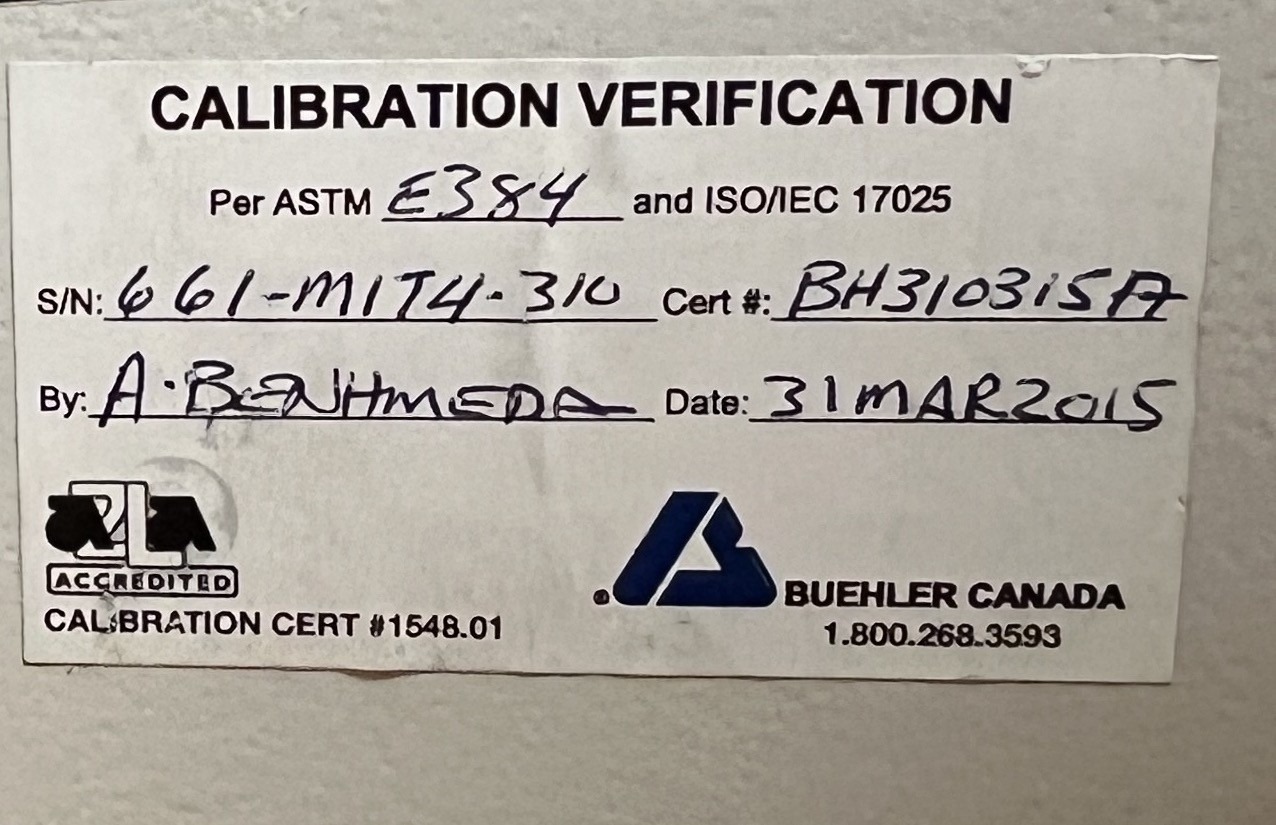 CALIBRATION VERIFICATION
Per ASTM E384 and ISO/IEC 17025
S/N: 661-MIT4-310 Cert #: BH310315A
By: A. BENHMEDA Date: 31MAR2015
a2la
ACCREDITED
CALIBRATION CERT #1548.01
BUEHLER CANADA
1.800.268.3593